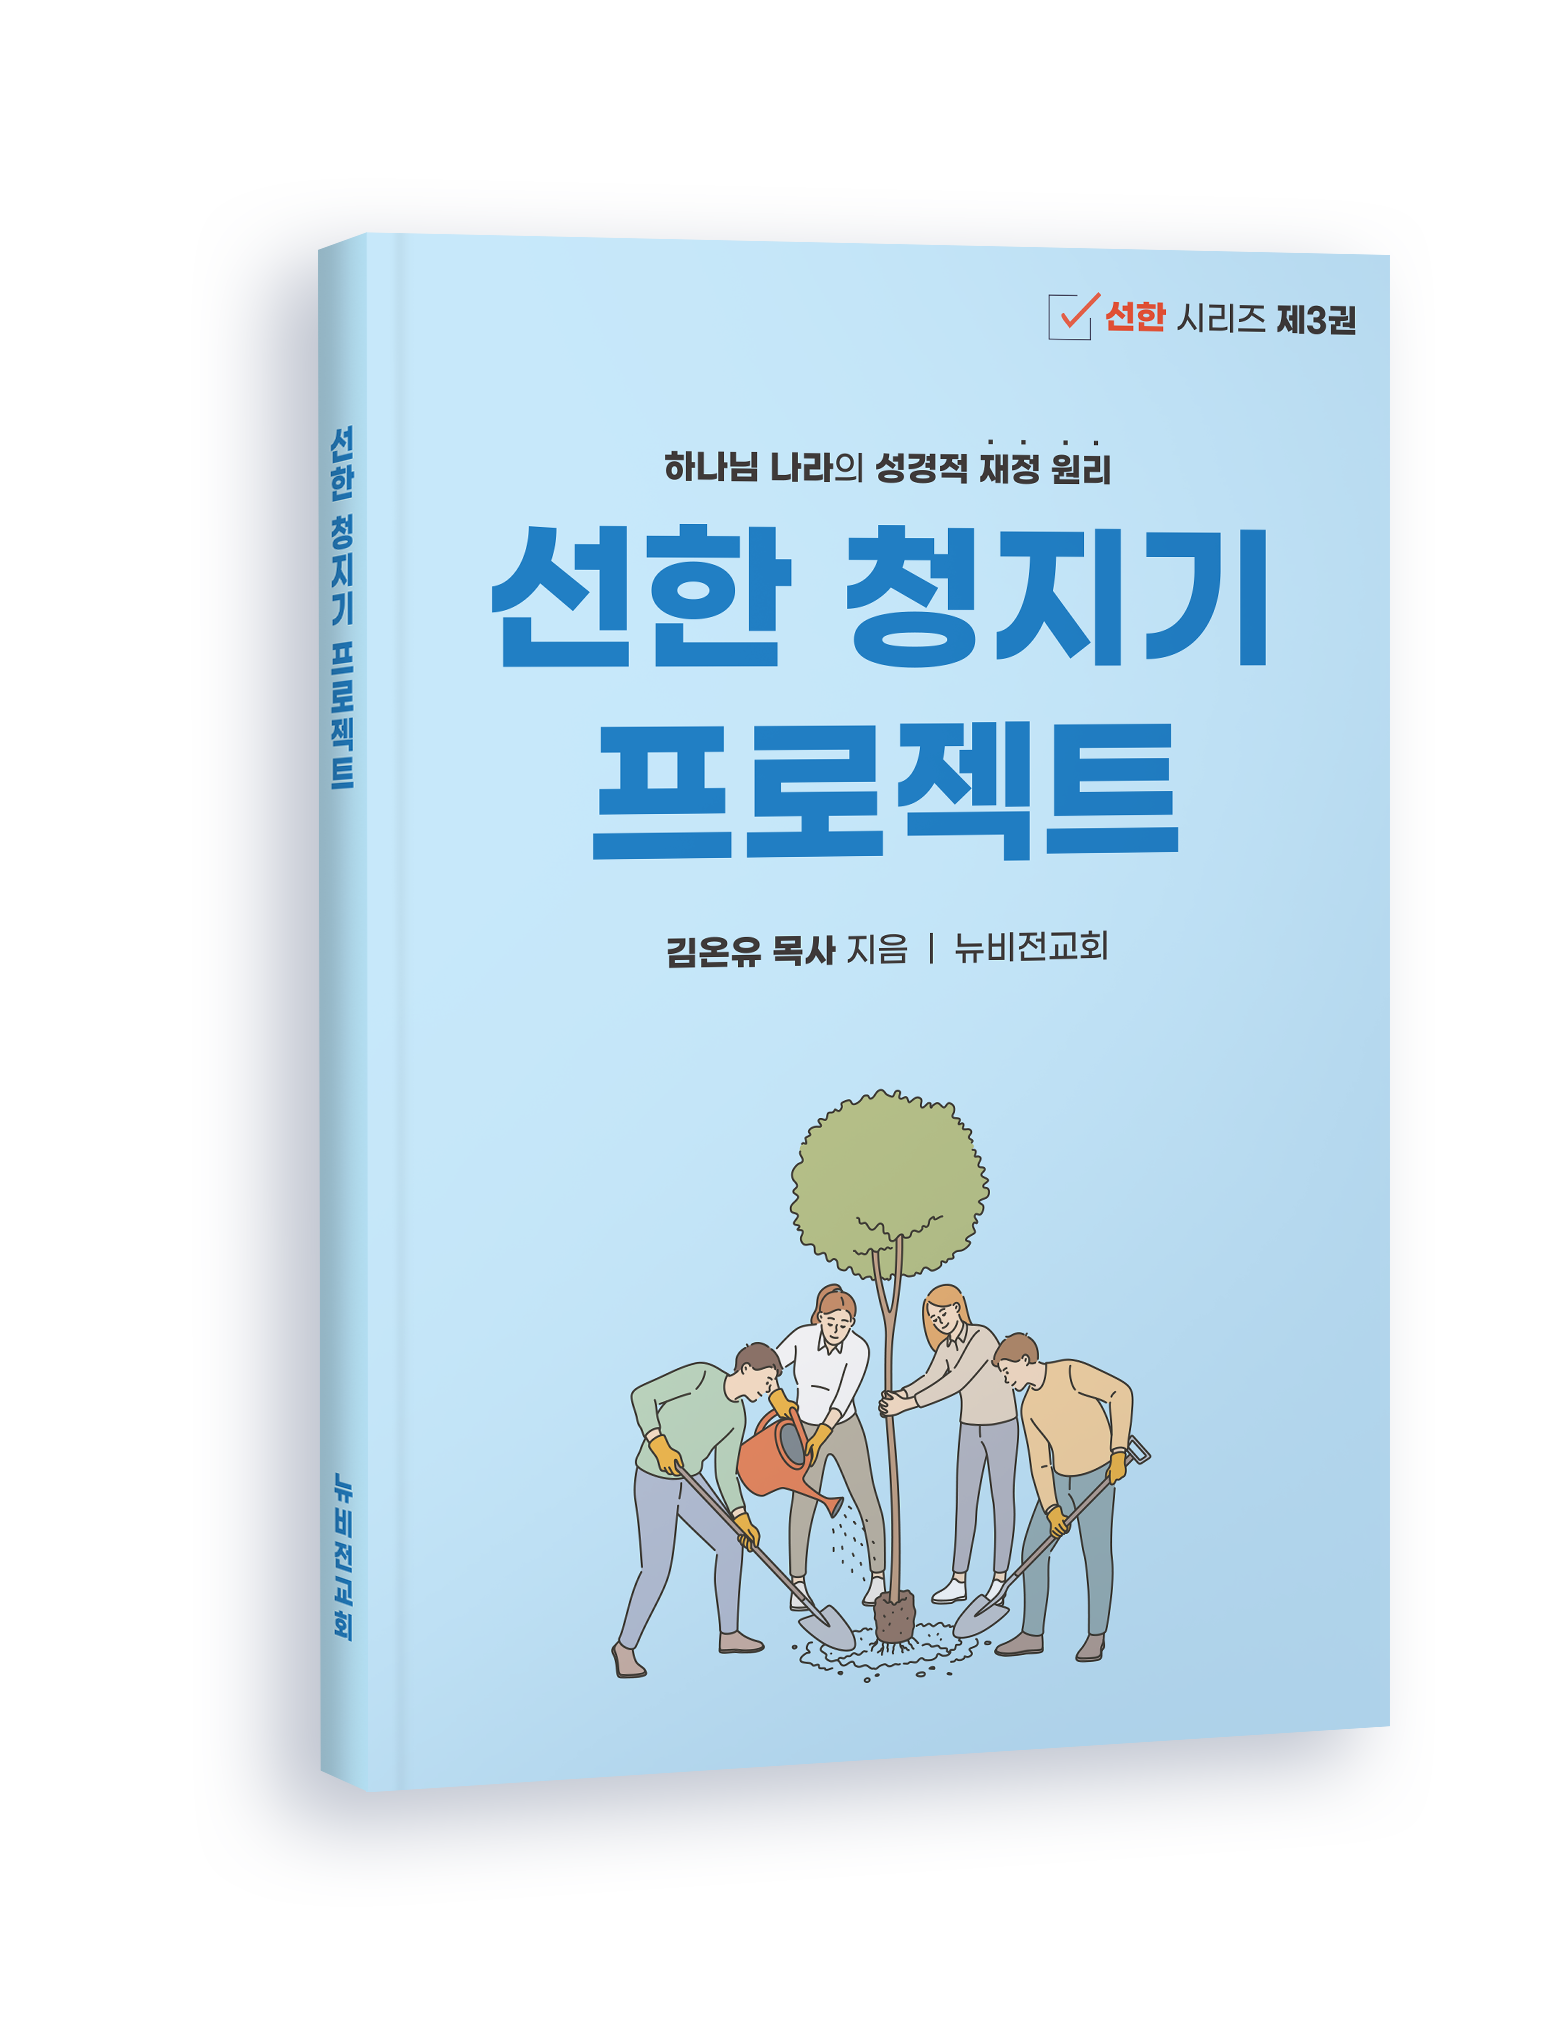 선한 시리즈 제3권
하나님 나라의 성경적 재정 원리
선한 청지기
프로젝트
김온유 목사 지음 | 뉴비전교회
선한 청지기 프로젝트
뉴비전교회